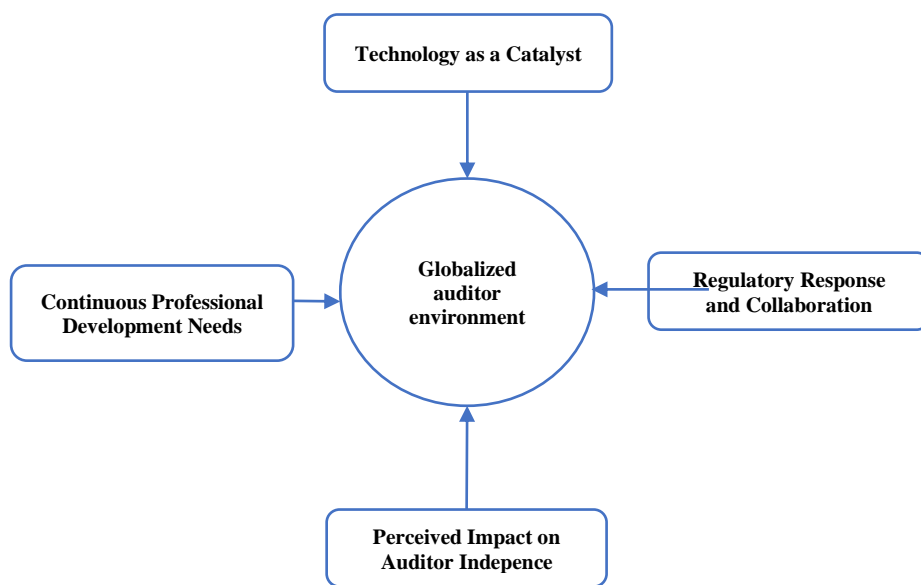 Technology as a Catalyst
Globalized
auditor
environment
Continuous Professional
Development Needs
Regulatory Response
and Collaboration
Perceived Impact on
Auditor Indepence